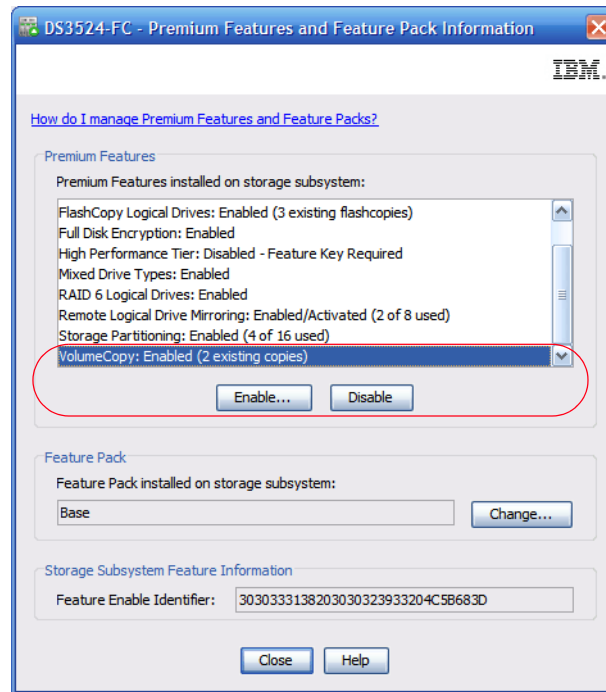 DS3524-FC - Premium Features and Feature Pack Information
IBM.
How do I manage Premium Features and Feature Packs?
Premium Features
Premium Features installed on storage subsystem:
FlashCopy Logical Drives: Enabled (3 existing flashcopies)
Full Disk Encryption: Enabled
High Performance Tier: Disabled - Feature Key Required
Mixed Drive Types: Enabled
RAID 6 Logical Drives: Enabled
Remote Logical Drive Mirroring: Enabled/Activated (2 of 8 used)
Storage Partitioning: Enabled (4 of 16 used)
VolumeCopy: Enabled (2 existing copies)
Enable... Disable
Feature Pack
Feature Pack installed on storage subsystem:
Base Change...
Storage Subsystem Feature Information
Feature Enable Identifier: 30303331382030303239332 04C5B683D
Close Help